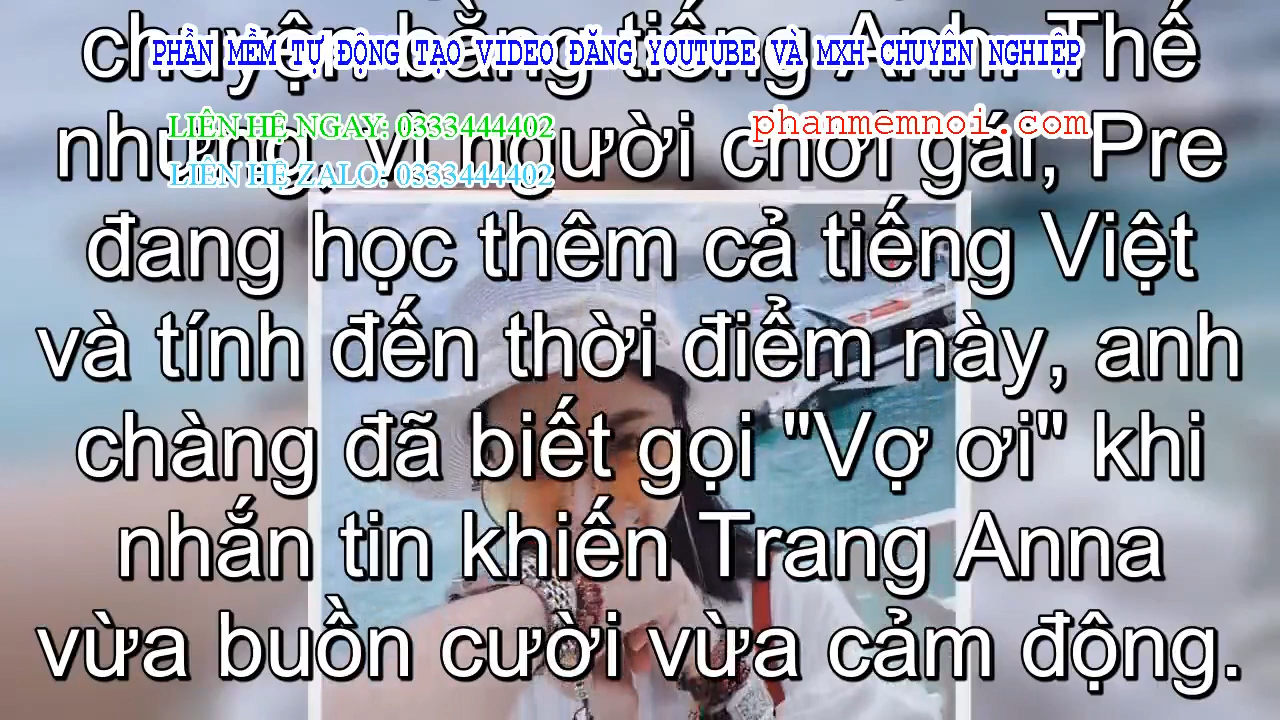 chuyện bằng tiếng Anh. Thế
PHẦN MỀM TỰ ĐỘNG TẠO VIDEO ĐĂNG YOUTUBE VÀ MXH CHUYÊN NGHIỆP
LIÊN HỆ NGAY: 0333444402
phanmemnoi.com
nhưng, vì người chơi gái, Pre
LIÊN HỆ ZALO: 0333444402
đang học thêm cả tiếng Việt
và tính đến thời điểm này, anh
chàng đã biết gọi "Vợ ơi" khi
nhắn tin khiến Trang Anna
vừa buồn cười vừa cảm động.